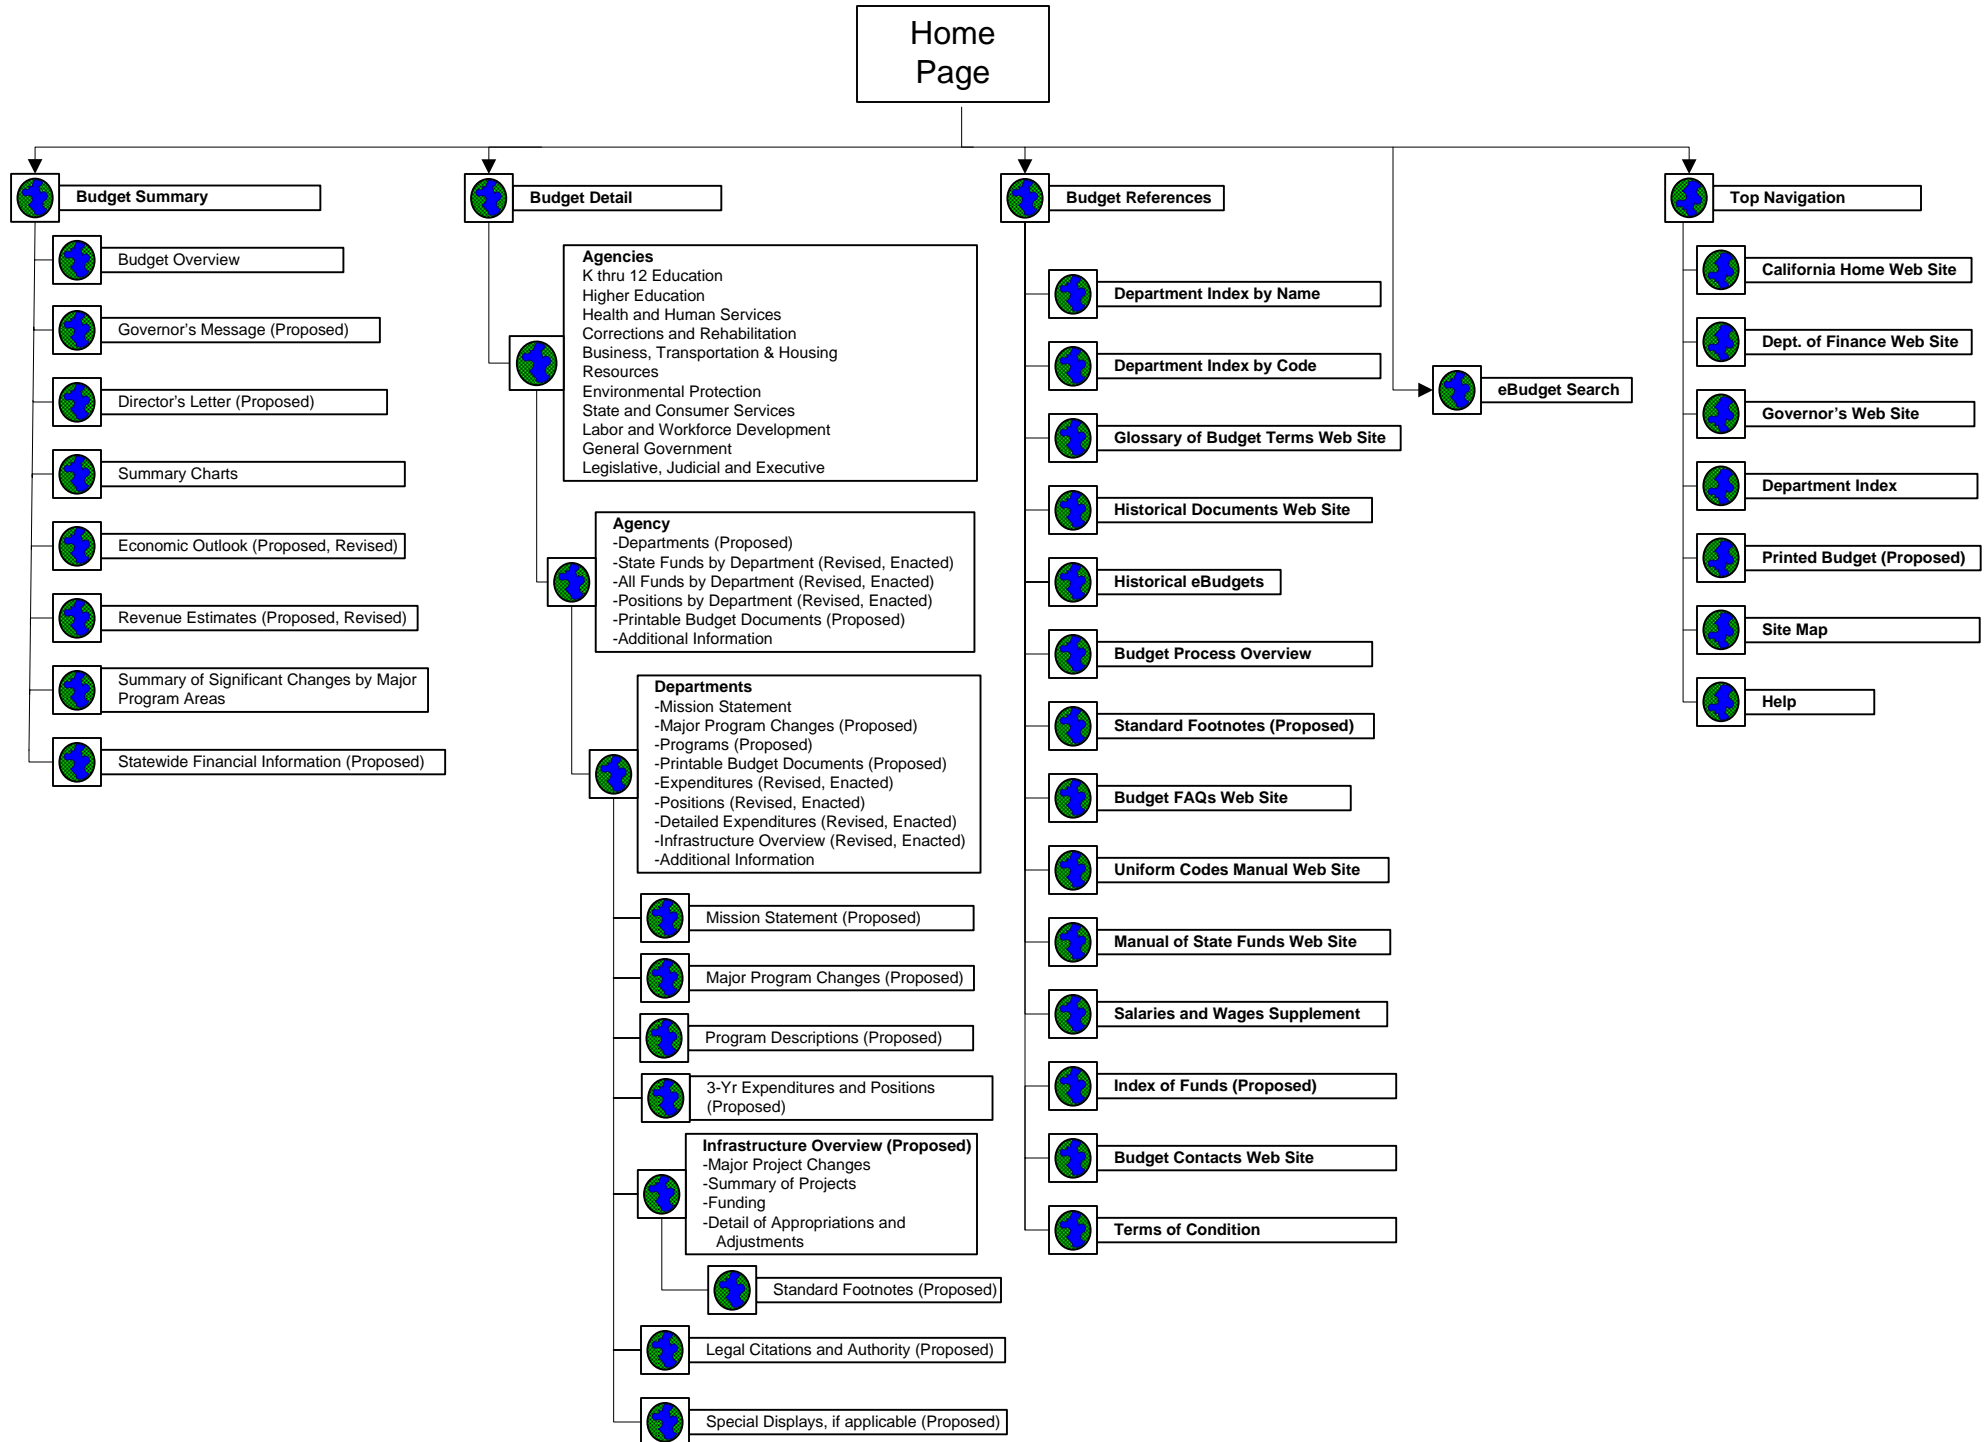 Home
Page
Budget Summary
Budget Overview
Governor's Message (Proposed)
Director's Letter (Proposed)
Summary Charts
Economic Outlook (Proposed, Revised)
Revenue Estimates (Proposed, Revised)
Summary of Significant Changes by Major
Program Areas
Statewide Financial Information (Proposed)
Budget Detail
Agencies
K thru 12 Education
Higher Education
Health and Human Services
Corrections and Rehabilitation
Business, Transportation & Housing
Resources
Environmental Protection
State and Consumer Services
Labor and Workforce Development
General Government
Legislative, Judicial and Executive
Agency
-Departments (Proposed)
-State Funds by Department (Revised, Enacted)
-All Funds by Department (Revised, Enacted)
-Positions by Department (Revised, Enacted)
-Printable Budget Documents (Proposed)
-Additional Information
Departments
-Mission Statement
-Major Program Changes (Proposed)
-Programs (Proposed)
-Printable Budget Documents (Proposed)
-Expenditures (Revised, Enacted)
-Positions (Revised, Enacted)
-Detailed Expenditures (Revised, Enacted)
-Infrastructure Overview (Revised, Enacted)
-Additional Information
Mission Statement (Proposed)
Major Program Changes (Proposed)
Program Descriptions (Proposed)
3-Yr Expenditures and Positions
(Proposed)
Infrastructure Overview (Proposed)
-Major Project Changes
-Summary of Projects
-Funding
-Detail of Appropriations and
Adjustments
Standard Footnotes (Proposed)
Legal Citations and Authority (Proposed)
Special Displays, if applicable (Proposed)
Budget References
Department Index by Name
Department Index by Code
Glossary of Budget Terms Web Site
Historical Documents Web Site
Historical eBudgets
Budget Process Overview
Standard Footnotes (Proposed)
Budget FAQs Web Site
Uniform Codes Manual Web Site
Manual of State Funds Web Site
Salaries and Wages Supplement
Index of Funds (Proposed)
Budget Contacts Web Site
Terms of Condition
eBudget Search
Top Navigation
California Home Web Site
Dept. of Finance Web Site
Governor's Web Site
Department Index
Printed Budget (Proposed)
Site Map
Help